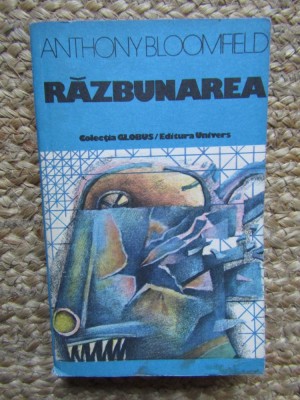 ANTHONY BLOOMFIELD
RĂZBUNAREA
Colecția GLOBUS/Editura Univers